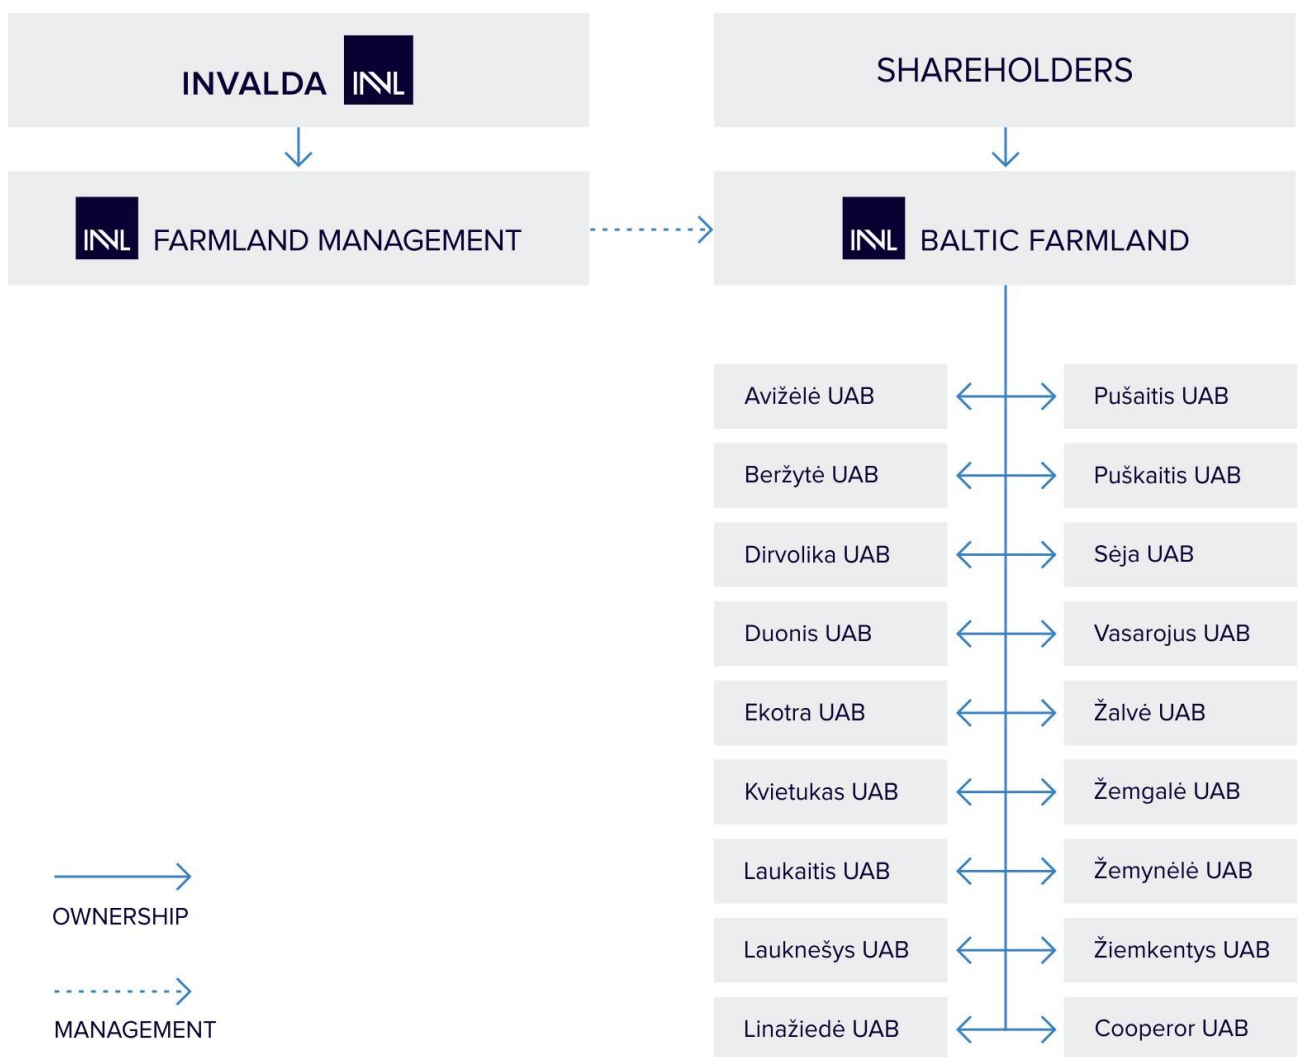 INVALDA INVL
SHAREHOLDERS
INVL FARMLAND MANAGEMENT
INVL BALTIC FARMLAND
Avižėlė UAB
Pušaitis UAB
Beržytė UAB
Puškaitis UAB
Dirvolika UAB
Sėja UAB
Duonis UAB
Vasarojus UAB
Ekotra UAB
Žalvė UAB
Kvietukas UAB
Žemgalė UAB
Laukaitis UAB
Žemynėlė UAB
OWNERSHIP
Lauknešys UAB
Žiemkentys UAB
MANAGEMENT
Linažiedė UAB
Cooperor UAB